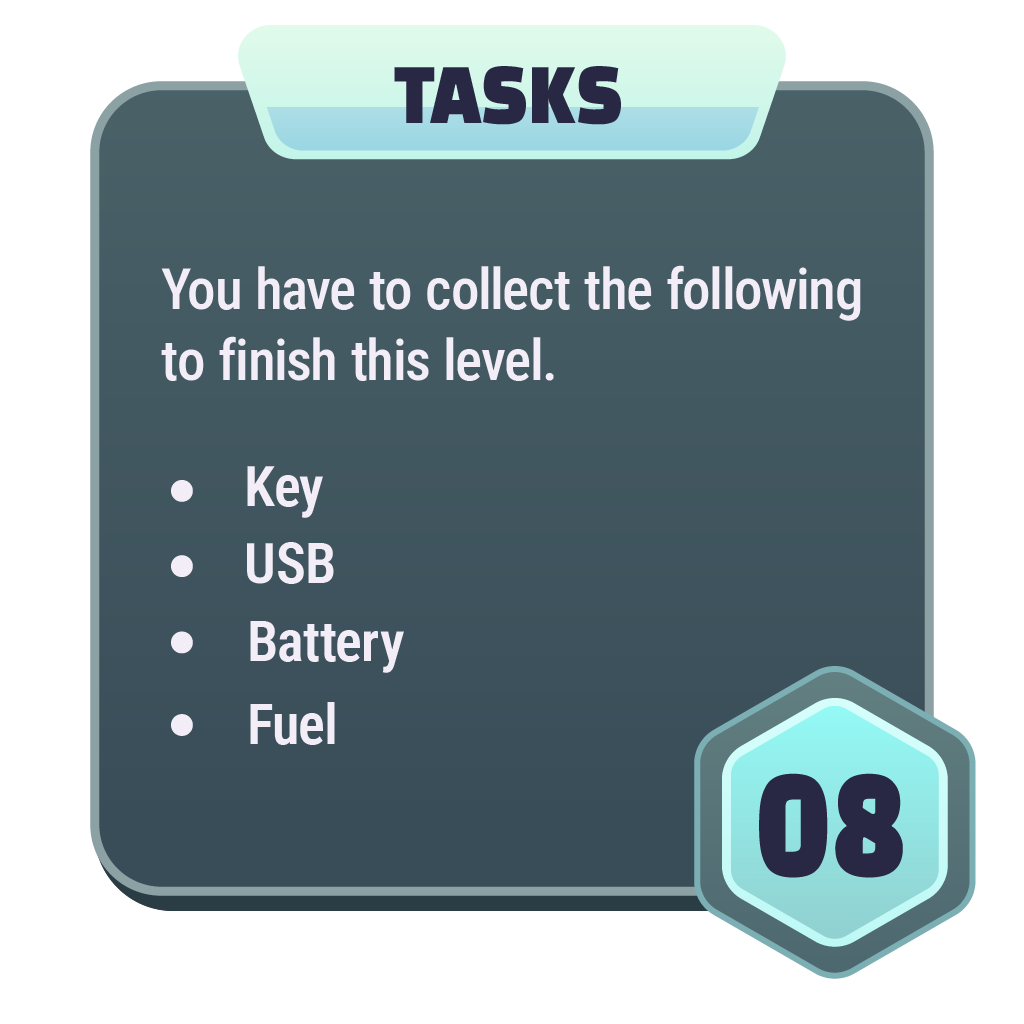 TASKS
You have to collect the following
to finish this level.
• Key
• USB
• Battery
• Fuel
08